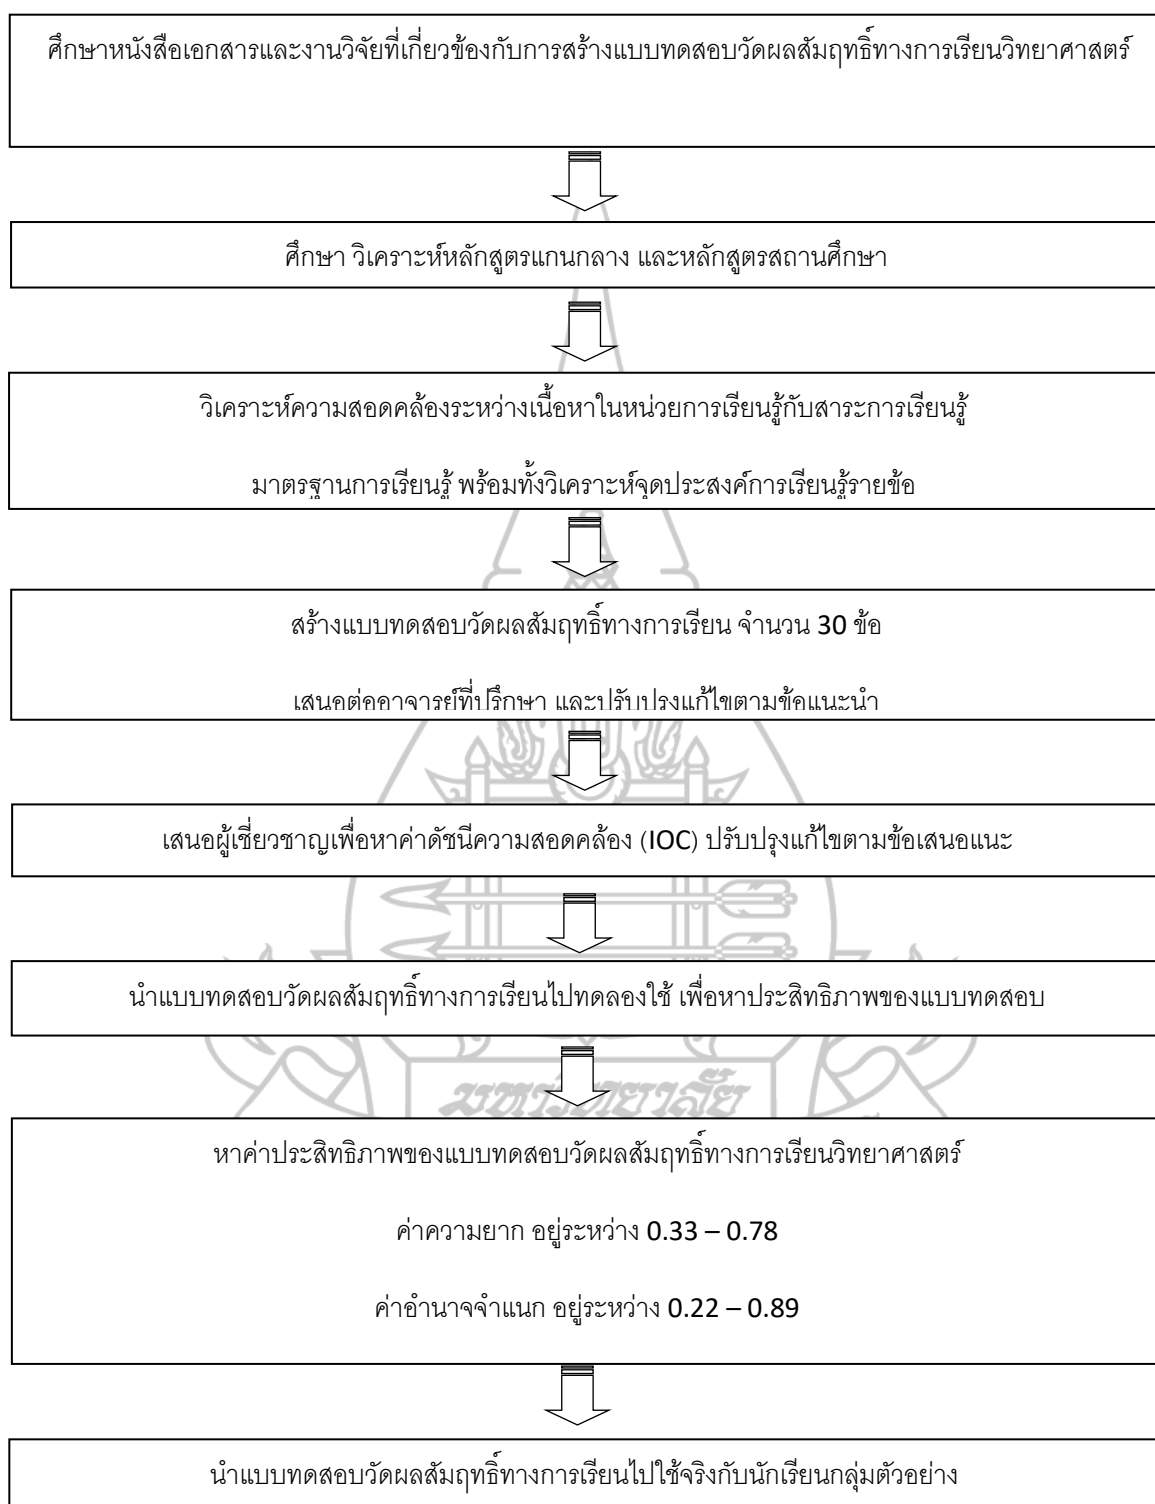 ศึกษาหนังสือเอกสารและงานวิจัยที่เกี่ยวข้องกับการสร้างแบบทดสอบวัดผลสัมฤทธิ์ทางการเรียนวิทยาศาสตร์
ศึกษา วิเคราะห์หลักสูตรแกนกลาง และหลักสูตรสถานศึกษา
วิเคราะห์ความสอดคล้องระหว่างเนื้อหาในหน่วยการเรียนรู้กับสาระการเรียนรู้
มาตรฐานการเรียนรู้ พร้อมทั้งวิเคราะห์จุดประสงค์การเรียนรู้รายข้อ
สร้างแบบทดสอบวัดผลสัมฤทธิ์ทางการเรียน จำนวน 30 ข้อ
เสนอต่ออาจารย์ที่ปรึกษา และปรับปรุงแก้ไขตามข้อแนะนำ
เสนอผู้เชี่ยวชาญเพื่อหาค่าดัชนีความสอดคล้อง (IOC) ปรับปรุงแก้ไขตามข้อเสนอแนะ
นำแบบทดสอบวัดผลสัมฤทธิ์ทางการเรียนไปทดลองใช้ เพื่อหาประสิทธิภาพของแบบทดสอบ
หาค่าประสิทธิภาพของแบบทดสอบวัดผลสัมฤทธิ์ทางการเรียนวิทยาศาสตร์
ค่าความยาก อยู่ระหว่าง 0.33 – 0.78
ค่าอำนาจจำแนก อยู่ระหว่าง 0.22 – 0.89
นำแบบทดสอบวัดผลสัมฤทธิ์ทางการเรียนไปใช้จริงกับนักเรียนกลุ่มตัวอย่าง